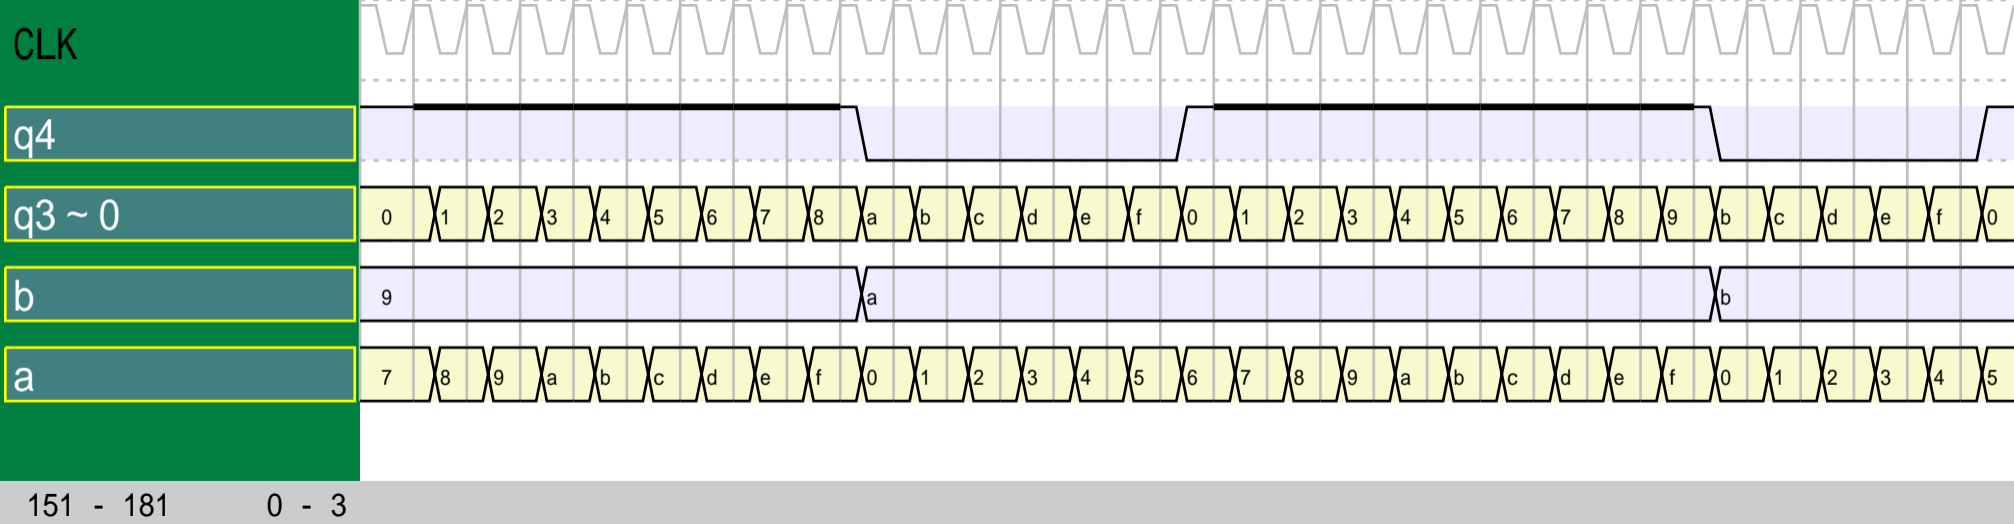 CLK
q4
q3 ~ 0 0 1 2 3 4 5 6 7 8 a b c d e f 0 1 2 3 4 5 6 7 8 9 b c d e f 0
b 9 a b
a 7 8 9 a b c d e f 0 1 2 3 4 5 6 7 8 9 a b c d e f 0 1 2 3 4 5
151 - 181 0 - 3